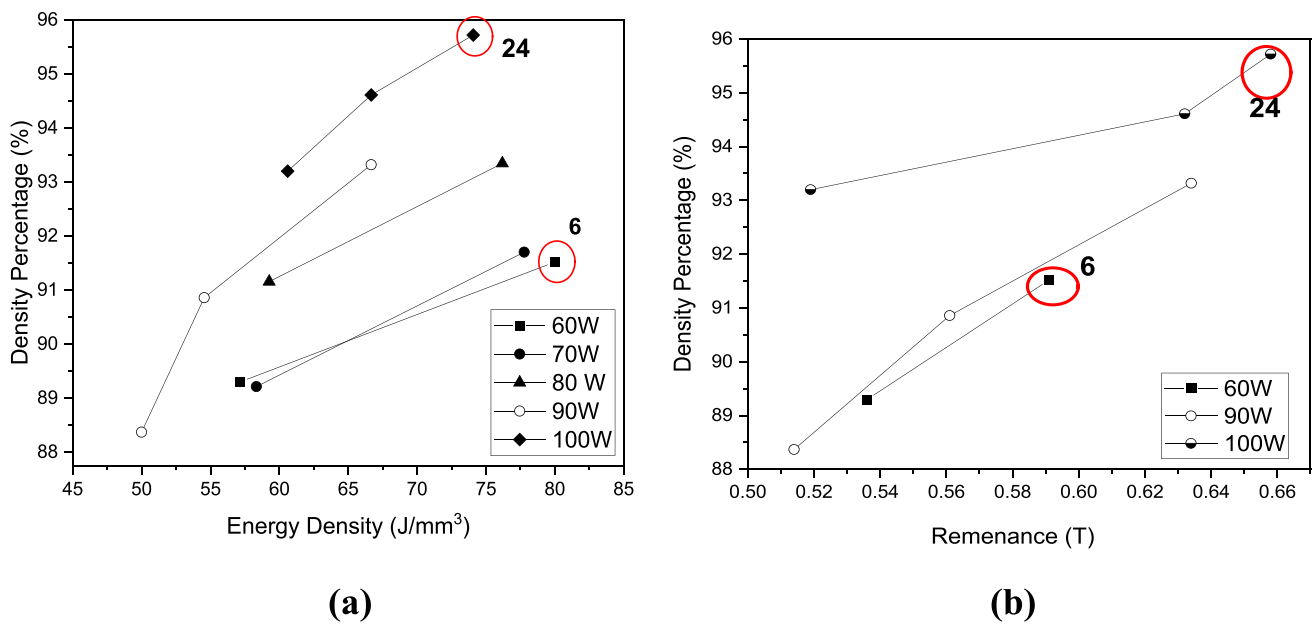 96
95
94
93
92
91
90
89
88
45
50
55
60
65
70
75
80
85
Density Percentage (%)
Energy Density (J/mm³)
24
6
60W
70W
80 W
90W
100W
(a)
96
95
94
93
92
91
90
89
88
0.50
0.52
0.54
0.56
0.58
0.60
0.62
0.64
0.66
Density Percentage (%)
Remenance (T)
24
6
60W
90W
100W
(b)